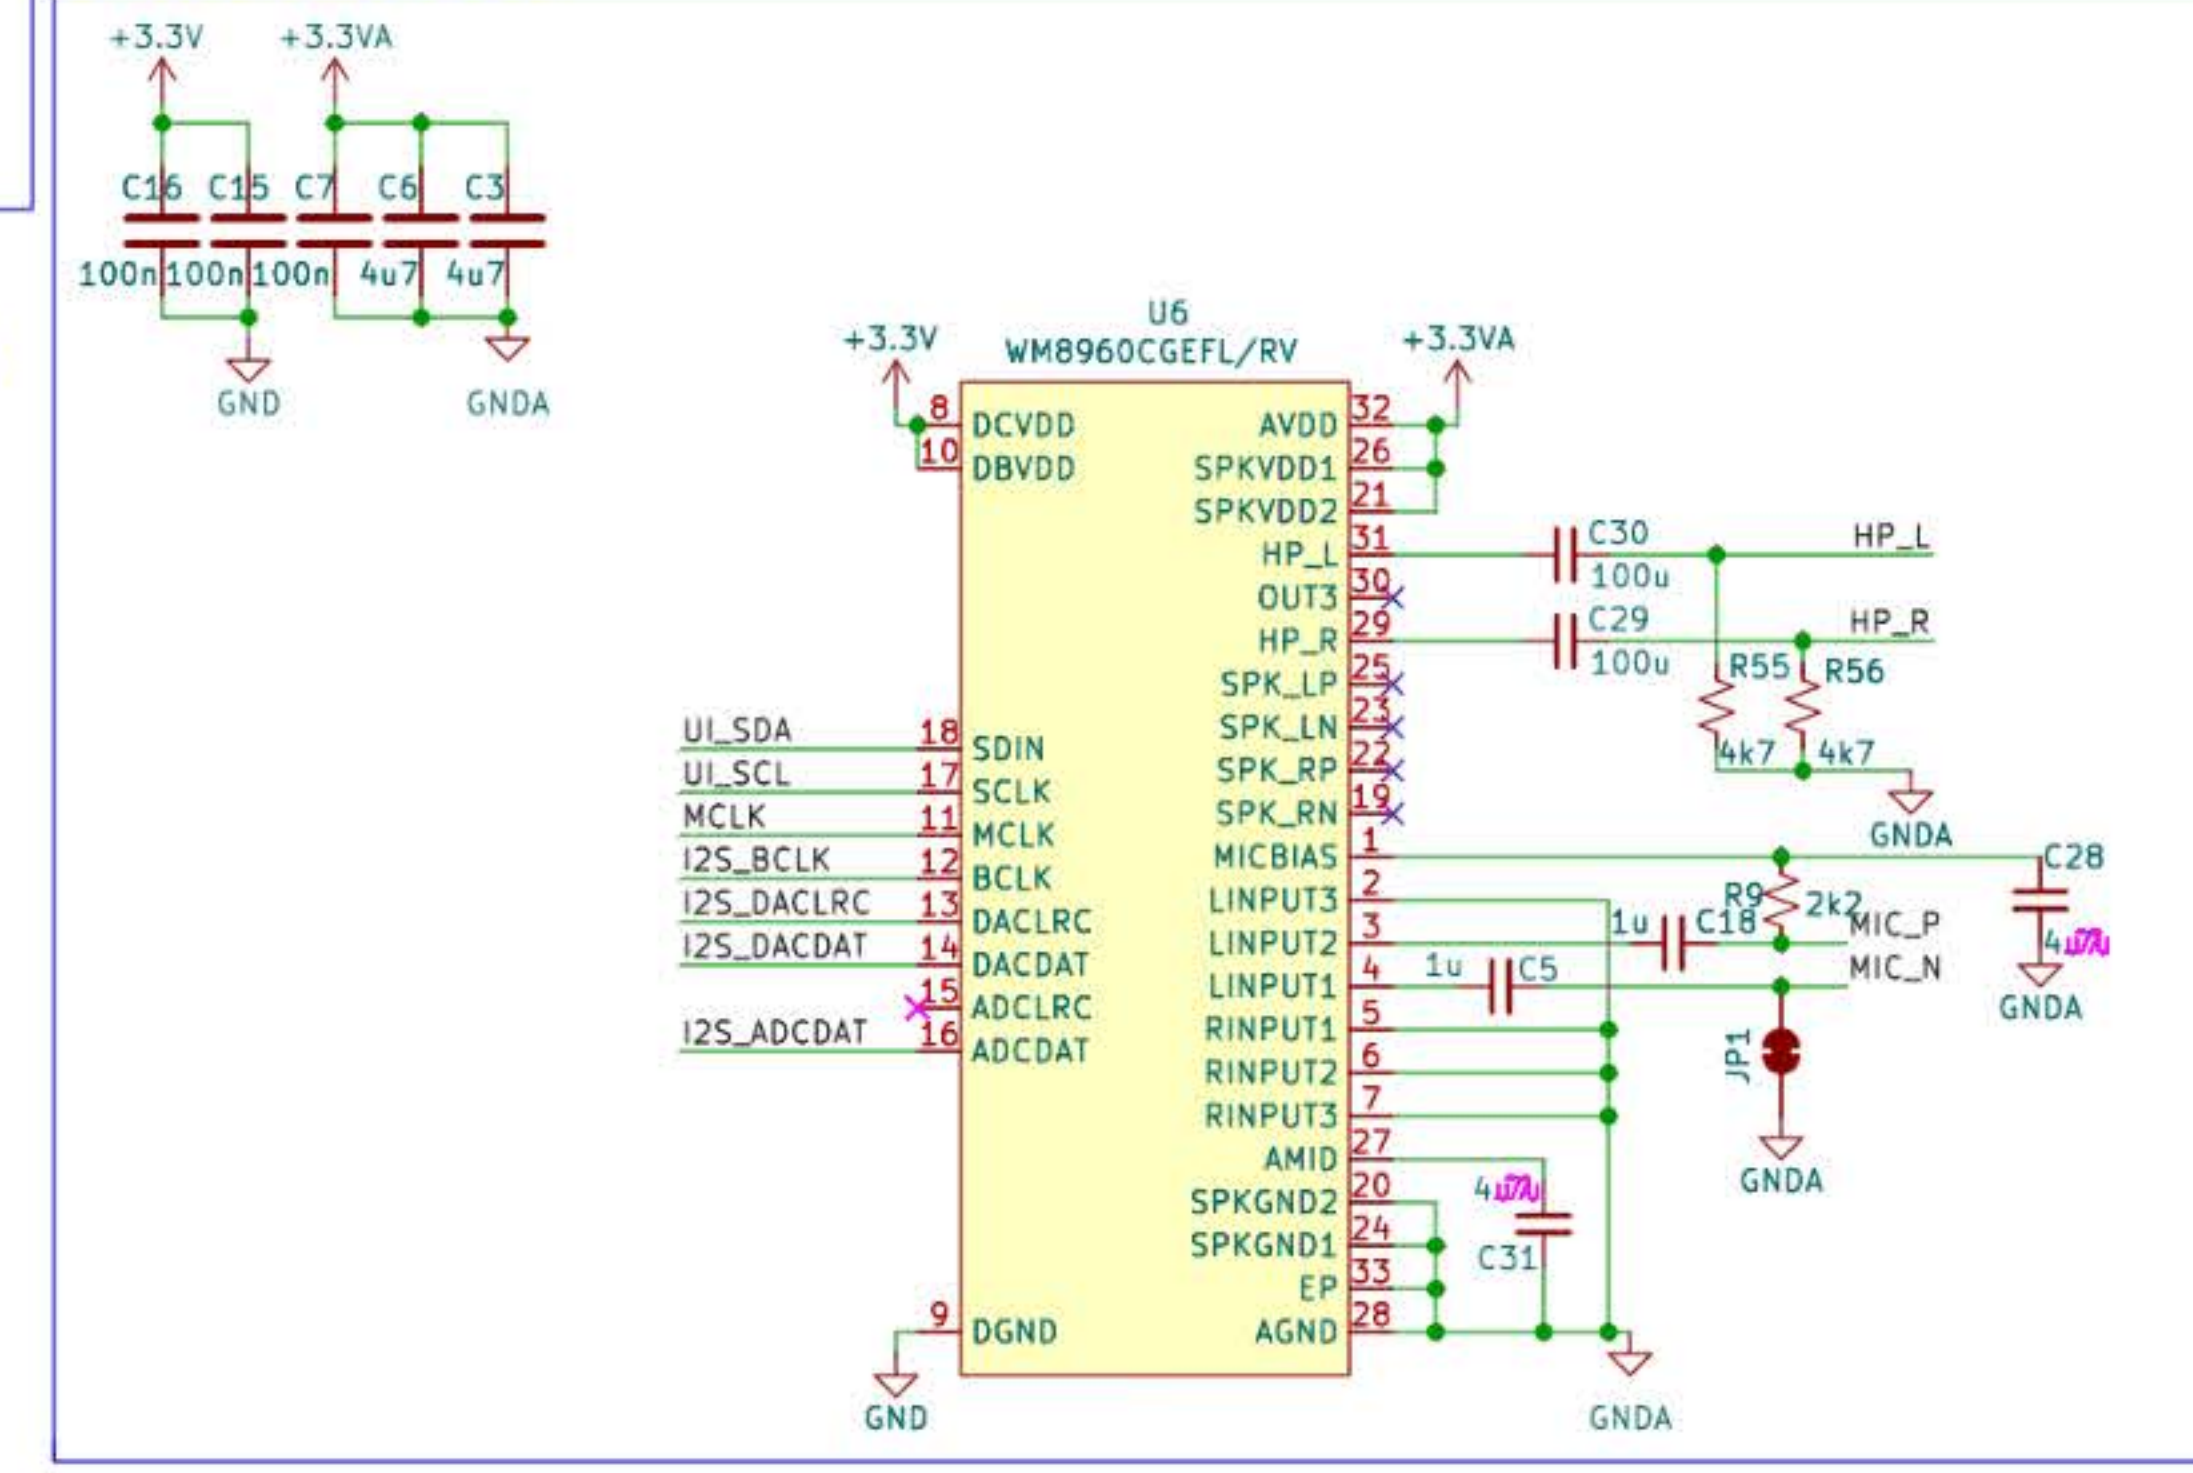 +3.3V +3.3VA
C16 C15 C7 C6 C3
100n 100n 100n 4u7 4u7
GND GNDA
U6
WM8960CGEFL/RV
+3.3V +3.3VA
8 DCVDD AVDD 32
10 DBVDD SPKVDD1 26
SPKVDD2 21
HP_L 31 C30 100u HP_L
OUT3 30
HP_R 29 C29 100u HP_R
SPK_LP 25
R55 R56
SPK_LN 23
UI_SDA 18 SDIN SPK_RP 22
4k7 4k7
UI_SCL 17 SCLK SPK_RN 19
GNDA
MCLK 11 MCLK MICBIAS 1 C28
I2S_BCLK 12 BCLK LINPUT3 2 R9 2k2
I2S_DACLRC 13 DACLRC LINPUT2 3 1u C18 MIC_P
4
I2S_DACDAT 14 DACDAT LINPUT1 4 1u C5 MIC_N
GNDA
15 ADCLRC RINPUT1 5
I2S_ADCDAT 16 ADCDAT RINPUT2 6 JP1
RINPUT3 7
AMID 27 GNDA
SPKGND2 20 4
SPKGND1 24 C31
EP 33
9 DGND AGND 28
GND GNDA